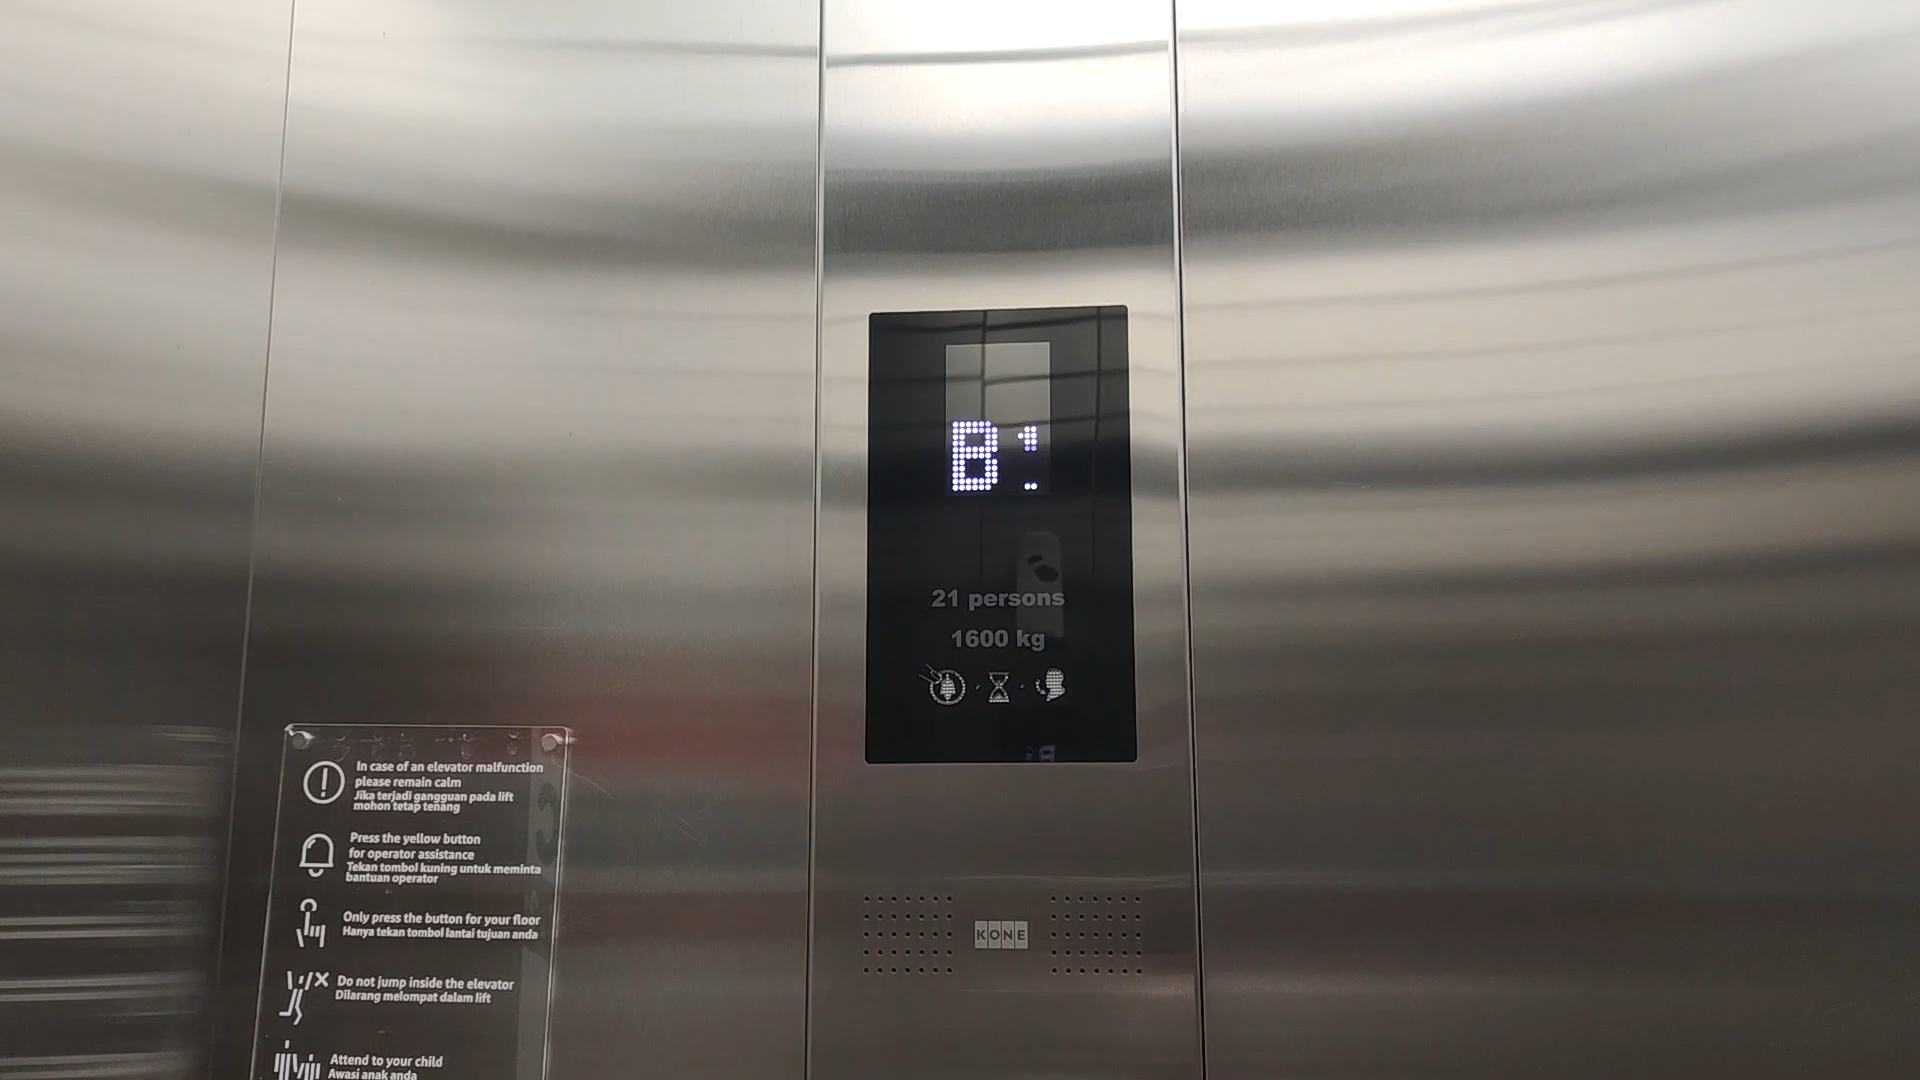 B1
21 persons
1600 kg
In case of an elevator malfunction
please remain calm
Jika terjadi gangguan pada lift
mohon tetap tenang
Press the yellow button
for operator assistance
Tekan tombol kuning untuk meminta
bantuan operator
KONE
Only press the button for your floor
Hanya tekan tombol lantai tujuan anda
Do not jump inside the elevator
Dilarang melompat dalam lift
Attend to your child
Awasi anak anda